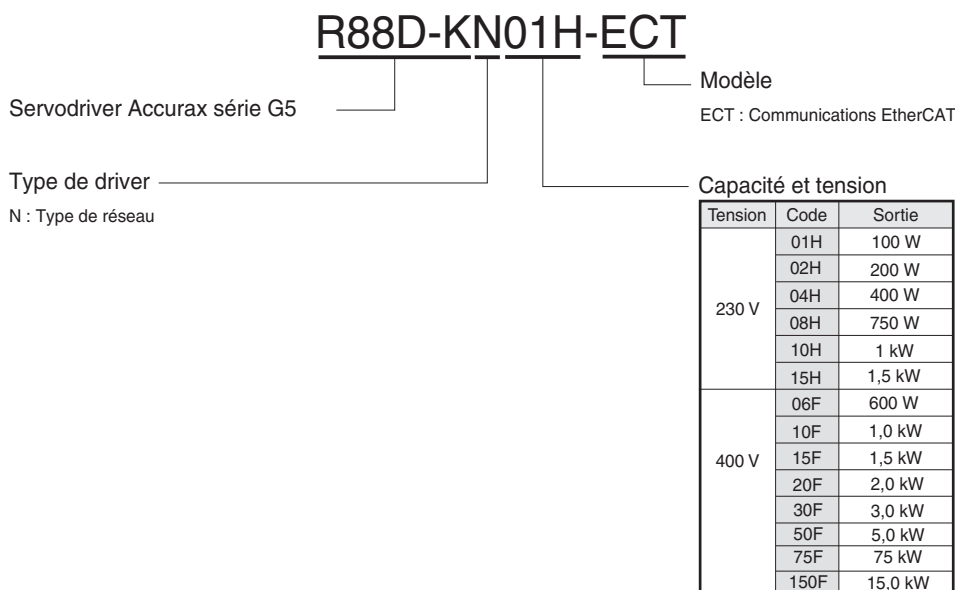 R88D-KN01H-ECT
Servodriver Accurax série G5
Type de driver
N : Type de réseau
Modèle
ECT : Communications EtherCAT
Capacité et tension
Tension Code Sortie
230 V
01H 100 W
02H 200 W
04H 400 W
08H 750 W
10H 1 kW
15H 1,5 kW
400 V
06F 600 W
10F 1,0 kW
15F 1,5 kW
20F 2,0 kW
30F 3,0 kW
50F 5,0 kW
75F 75 kW
150F 15,0 kW